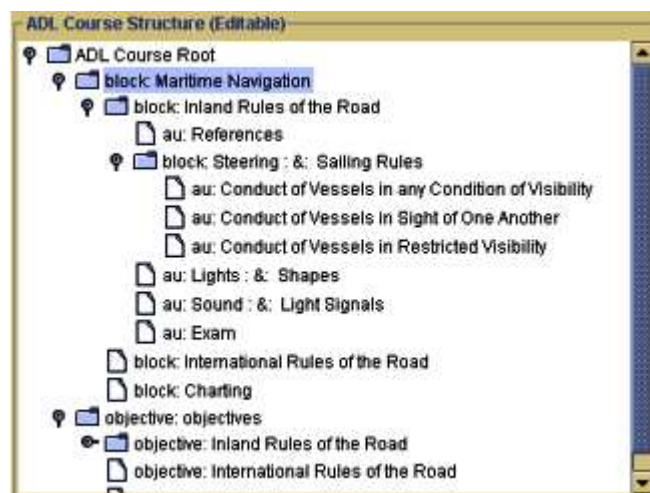 ADL Course Structure (Editable)
ADL Course Root
block: Maritime Navigation
block: Inland Rules of the Road
au: References
block: Steering : &: Sailing Rules
au: Conduct of Vessels in any Condition of Visibility
au: Conduct of Vessels in Sight of One Another
au: Conduct of Vessels in Restricted Visibility
au: Lights : &: Shapes
au: Sound : &: Light Signals
au: Exam
block: International Rules of the Road
block: Charting
objective: objectives
objective: Inland Rules of the Road
objective: International Rules of the Road